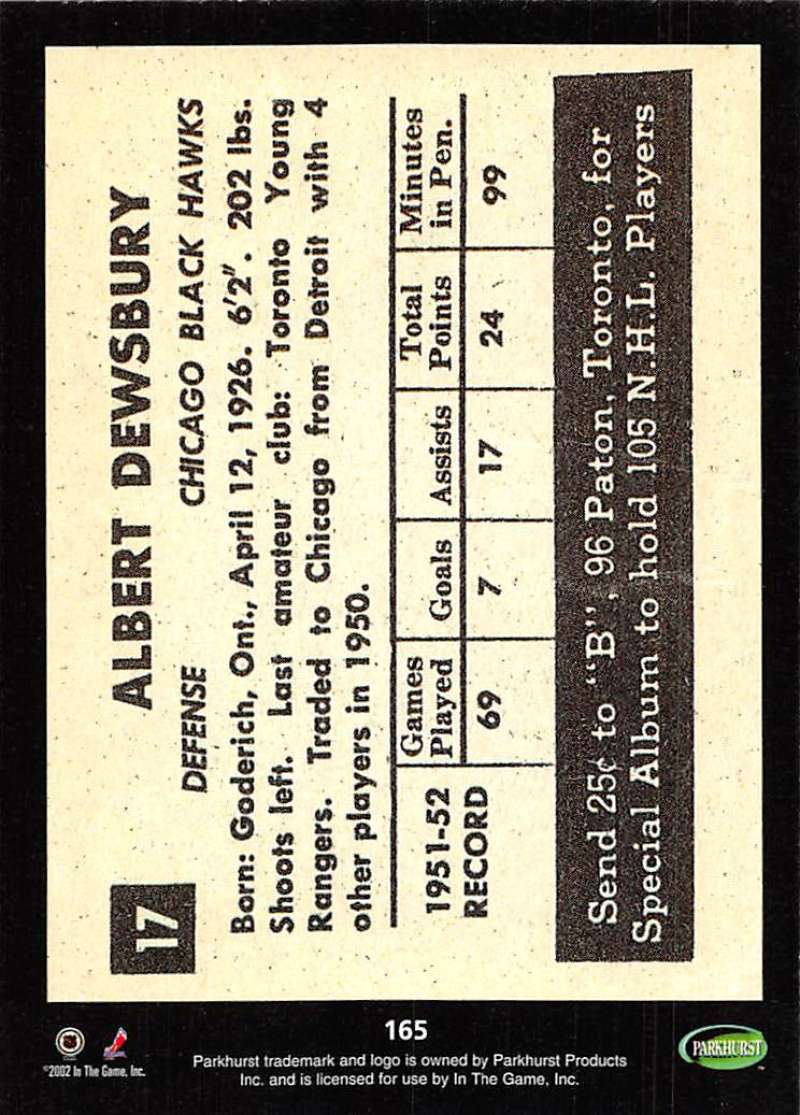 17
ALBERT DEWSBURY
DEFENSE CHICAGO BLACK HAWKS
Born: Goderich, Ont., April 12, 1926. 6'2". 202 lbs.
Shoots left. Last amateur club: Toronto Young
Rangers. Traded to Chicago from Detroit with 4
other players in 1950.
1951-52 RECORD
Games Played Goals Assists Total Points Minutes in Pen.
69 7 17 24 99
Send 25¢ to "B", 96 Paton, Toronto, for
Special Album to hold 105 N.H.L. Players
165
©2002 In The Game, Inc.
Parkhurst trademark and logo is owned by Parkhurst Products
Inc. and is licensed for use by In The Game, Inc.
PARKHURST